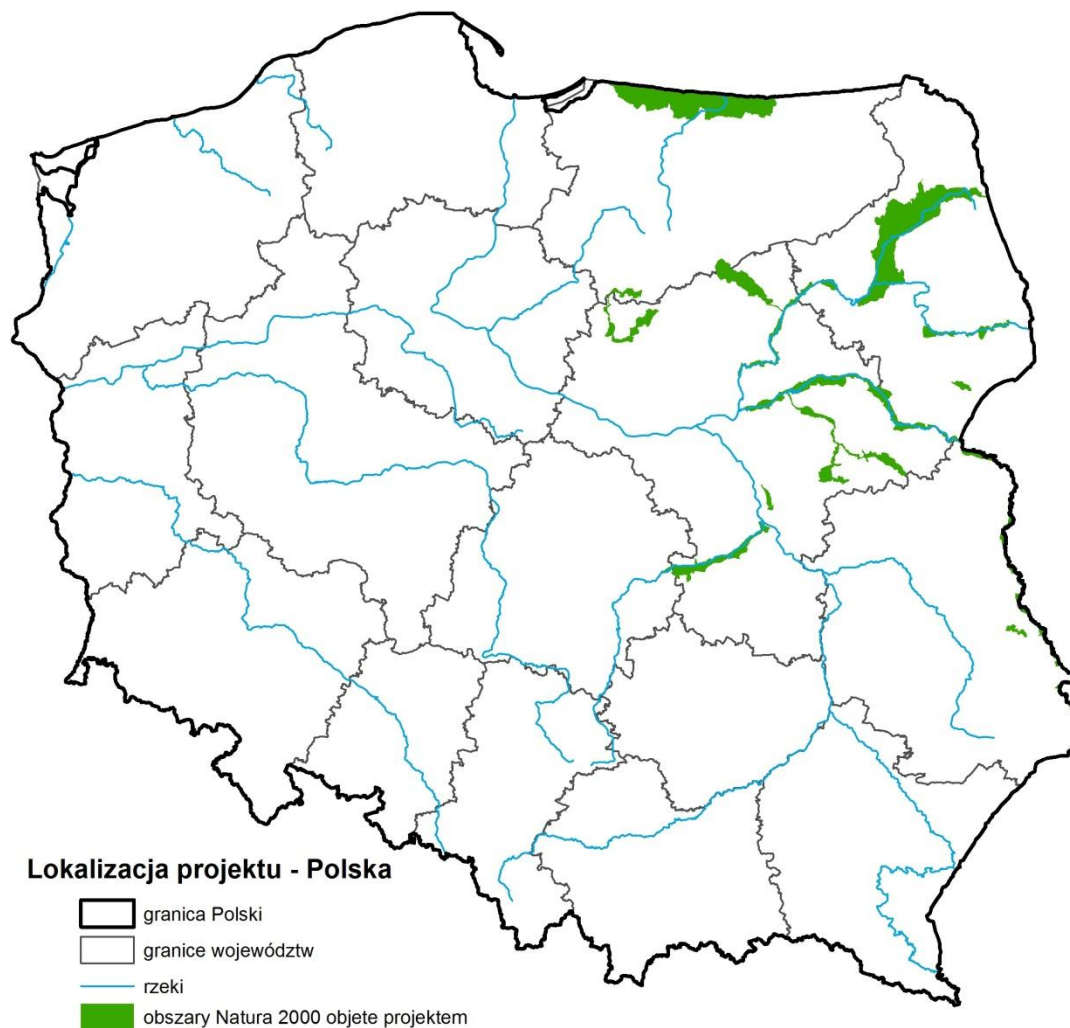 Lokalizacja projektu - Polska
granica Polski
granice województw
rzeki
obszary Natura 2000 objete projektem